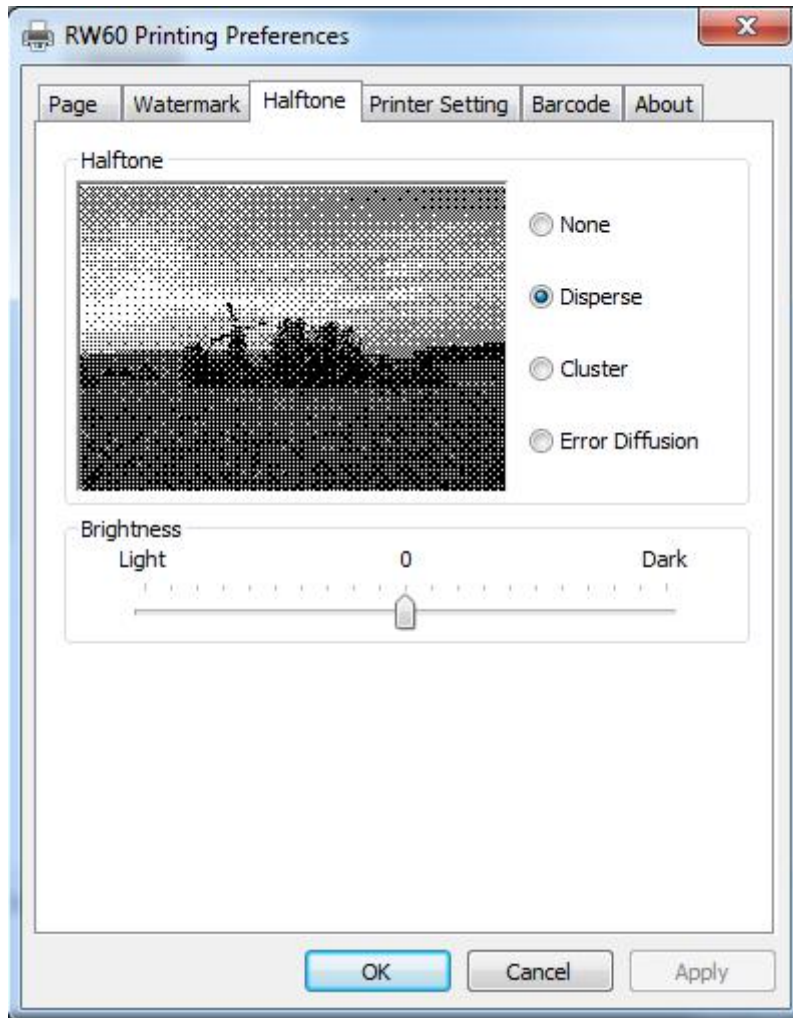 RW60 Printing Preferences
Page Watermark Halftone Printer Setting Barcode About
Halftone
None
Disperse
Cluster
Error Diffusion
Brightness
Light 0 Dark
OK Cancel Apply